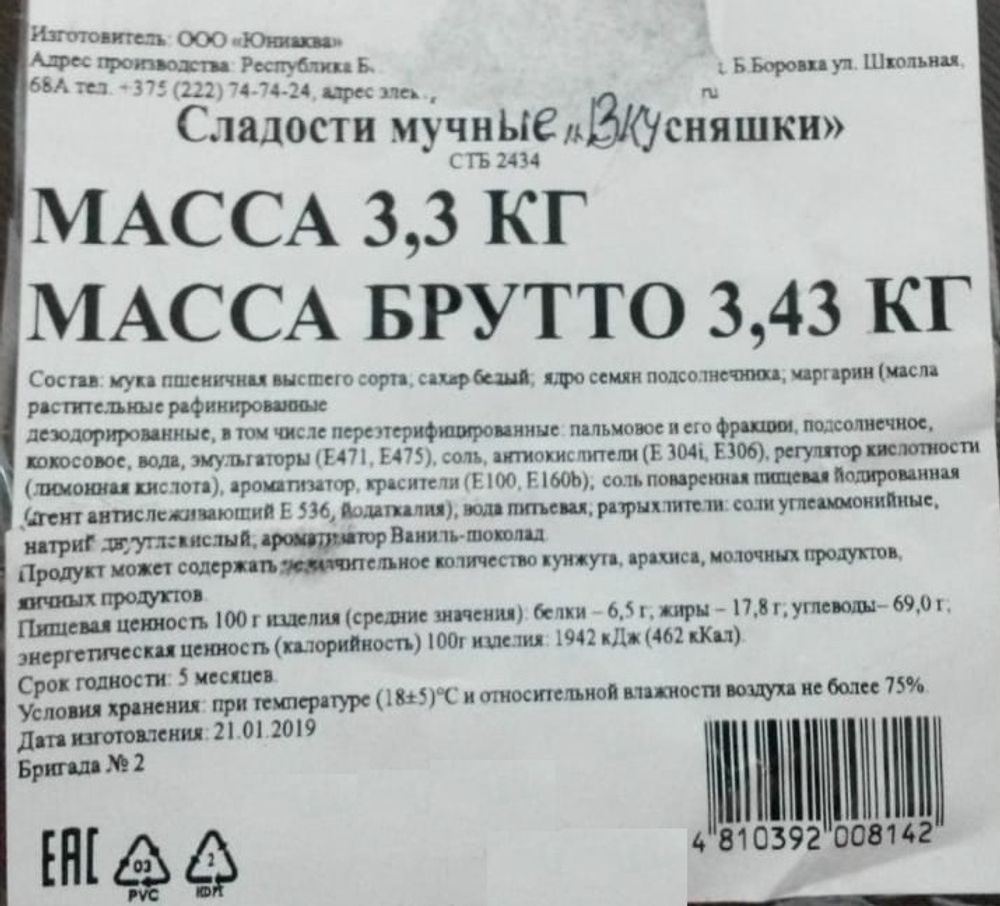 Изготовитель: ООО «Юниаква»
Адрес производства: Республика Б. г. Б.Боровка ул. Школьная,
68А тел. +375 (222) 74-74-24, адрес элек. ru
Сладости мучные „Вкусняшки»
СТБ 2434
МАССА 3,3 КГ
МАССА БРУТТО 3,43 КГ
Состав: мука пшеничная высшего сорта; сахар белый; ядро семян подсолнечника; маргарин (масла
растительные рафинированные
дезодорированные, в том числе переэтерифицированные: пальмовое и его фракции, подсолнечное,
кокосовое, вода, эмульгаторы (Е471, Е475), соль, антиокислители (Е 304i, Е306), регулятор кислотности
(лимонная кислота), ароматизатор, красители (Е100, Е160b); соль поваренная пищевая йодированная
(агент антислеживающий Е 536, йодаткалия); вода питьевая; разрыхлители: соли углеаммонийные,
натрий двууглекислый; ароматизатор Ваниль-шоколад.
Продукт может содержать незначительное количество кунжута, арахиса, молочных продуктов,
яичных продуктов.
Пищевая ценность 100 г изделия (средние значения): белки – 6,5 г; жиры – 17,8 г; углеводы– 69,0 г;
энергетическая ценность (калорийность) 100г изделия: 1942 кДж (462 кКал).
Срок годности: 5 месяцев.
Условия хранения: при температуре (18±5)°С и относительной влажности воздуха не более 75%.
Дата изготовления: 21.01.2019
Бригада № 2
4 810392 008142
ЕАС 03 2
PVC HDPE